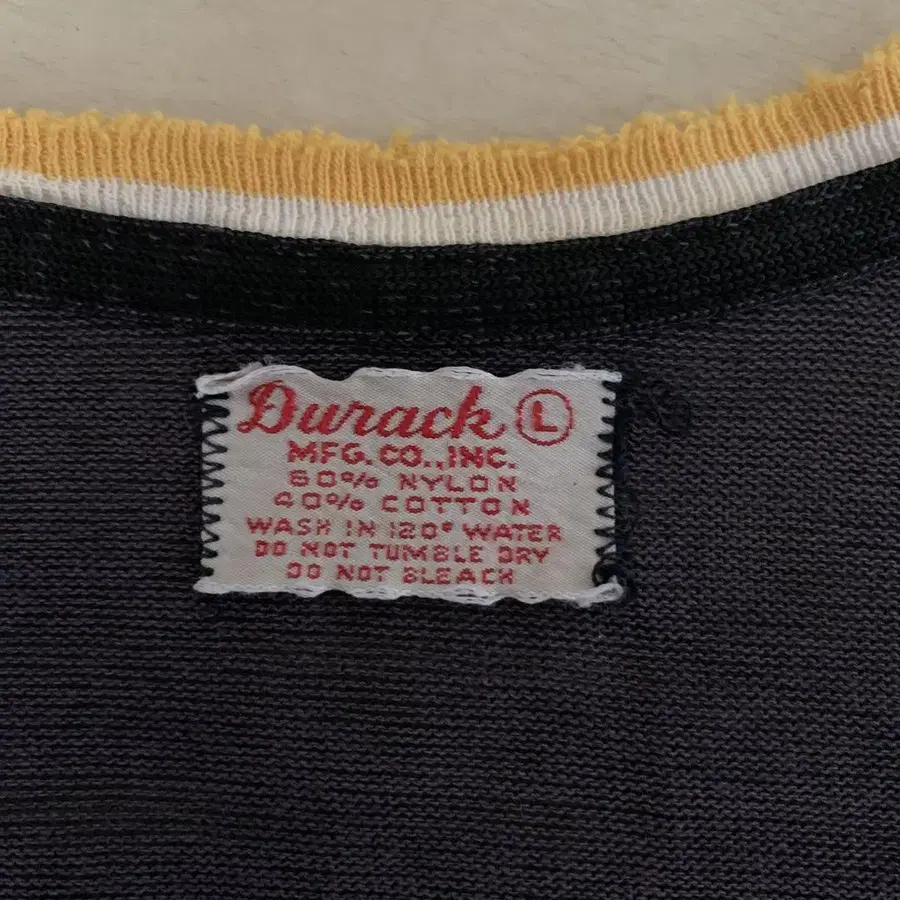 Durack L
MFG. CO., INC.
60% NYLON
40% COTTON
WASH IN 120° WATER
DO NOT TUMBLE DRY
DO NOT BLEACH